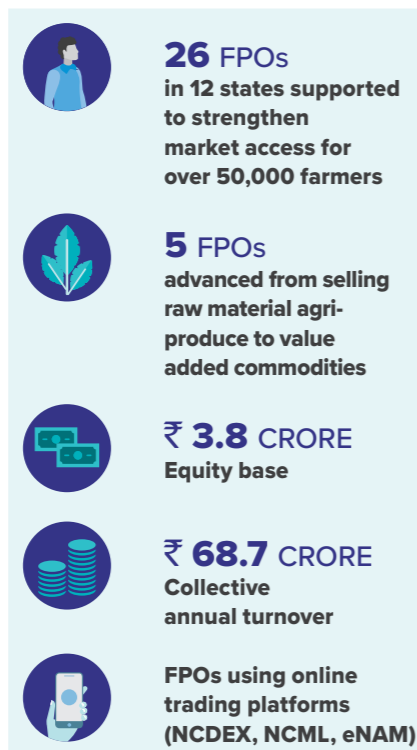 26 FPOs
in 12 states supported
to strengthen
market access for
over 50,000 farmers
5 FPOs
advanced from selling
raw material agri-
produce to value
added commodities
₹ 3.8 CRORE
Equity base
₹ 68.7 CRORE
Collective
annual turnover
FPOs using online
trading platforms
(NCDEX, NCML, eNAM)